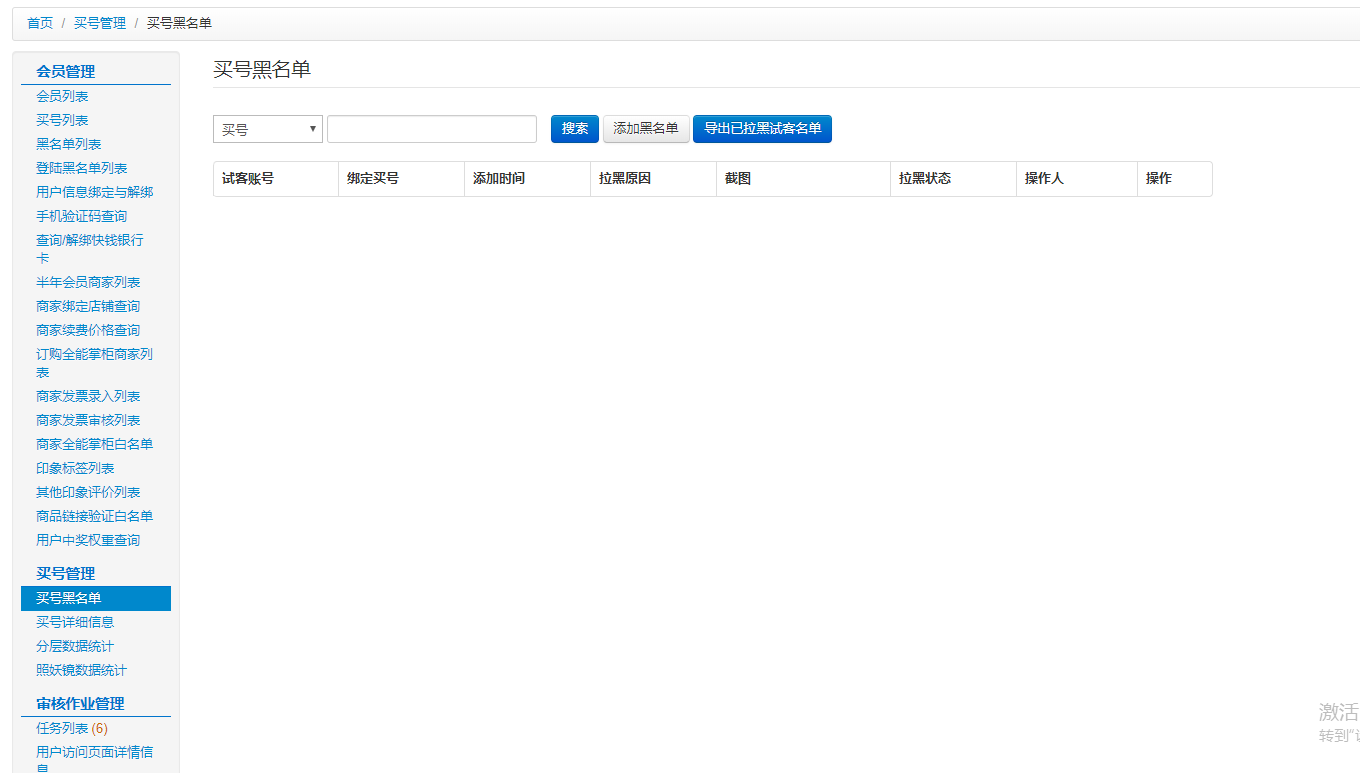 首页 / 买号管理 / 买号黑名单
会员管理
会员列表
买号列表
黑名单列表
登陆黑名单列表
用户信息绑定与解绑
手机验证码查询
查询/解绑快钱银行
卡
半年会员商家列表
商家绑定店铺查询
商家续费价格查询
订购全能掌柜商家列
表
商家发票录入列表
商家发票审核列表
商家全能掌柜白名单
印象标签列表
其他印象评价列表
商品链接验证白名单
用户中奖权重查询
买号管理
买号黑名单
买号详细信息
分层数据统计
照妖镜数据统计
审核作业管理
任务列表 (6)
用户访问页面详情信
息
买号黑名单
买号 搜索 添加黑名单 导出已拉黑试客名单
试客账号 绑定买号 添加时间 拉黑原因 截图 拉黑状态 操作人 操作
激活
转到"